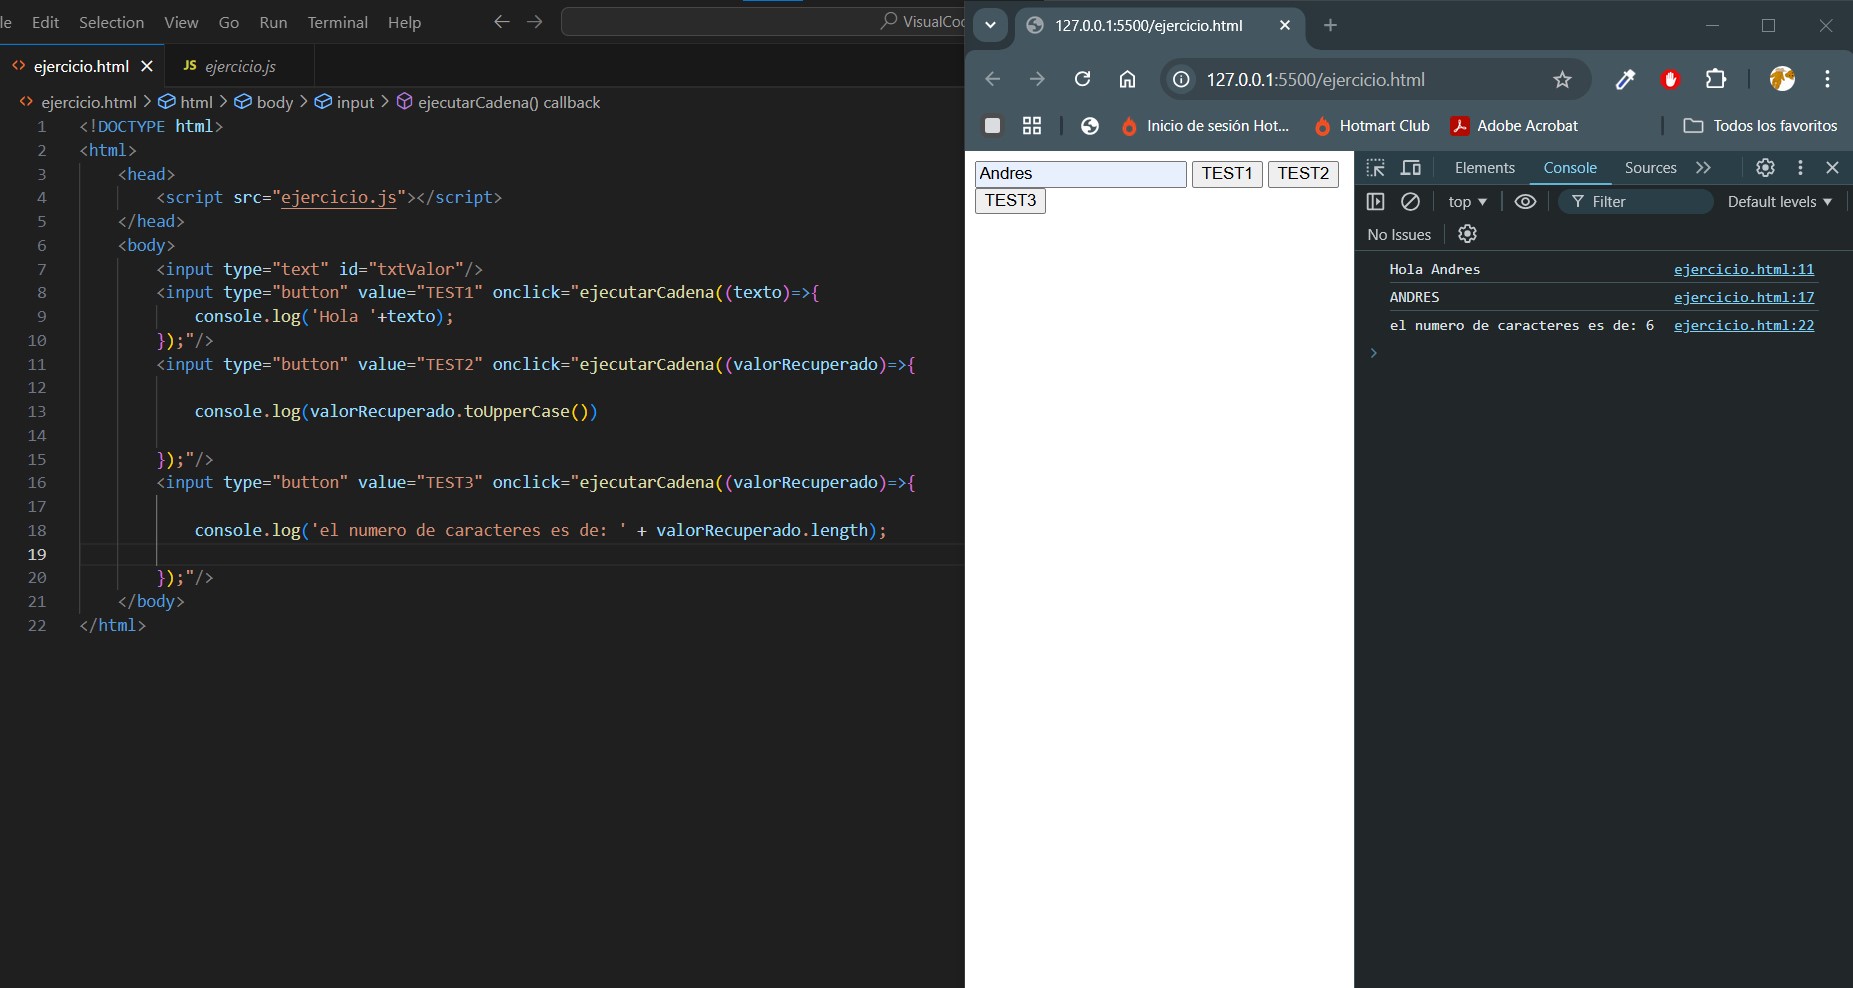 le Edit Selection View Go Run Terminal Help VisualCoc
ejercicio.html JS ejercicio.js
ejercicio.html > html > body > input > ejecutarCadena() callback
1 <!DOCTYPE html>
2 <html>
3 <head>
4 <script src="ejercicio.js"></script>
5 </head>
6 <body>
7 <input type="text" id="txtValor"/>
8 <input type="button" value="TEST1" onclick="ejecutarCadena((texto)=>{
9 console.log('Hola '+texto);
10 });"/>
11 <input type="button" value="TEST2" onclick="ejecutarCadena((valorRecuperado)=>{
12
13 console.log(valorRecuperado.toUpperCase())
14
15 });"/>
16 <input type="button" value="TEST3" onclick="ejecutarCadena((valorRecuperado)=>{
17
18 console.log('el numero de caracteres es de: ' + valorRecuperado.length);
19
20 });"/>
21 </body>
22 </html>
127.0.0.1:5500/ejercicio.html
127.0.0.1:5500/ejercicio.html
Inicio de sesión Hot... Hotmart Club Adobe Acrobat Todos los favoritos
Andres TEST1 TEST2
TEST3
Elements Console Sources
top Filter Default levels
No Issues
Hola Andres ejercicio.html:11
ANDRES ejercicio.html:17
el numero de caracteres es de: 6 ejercicio.html:22